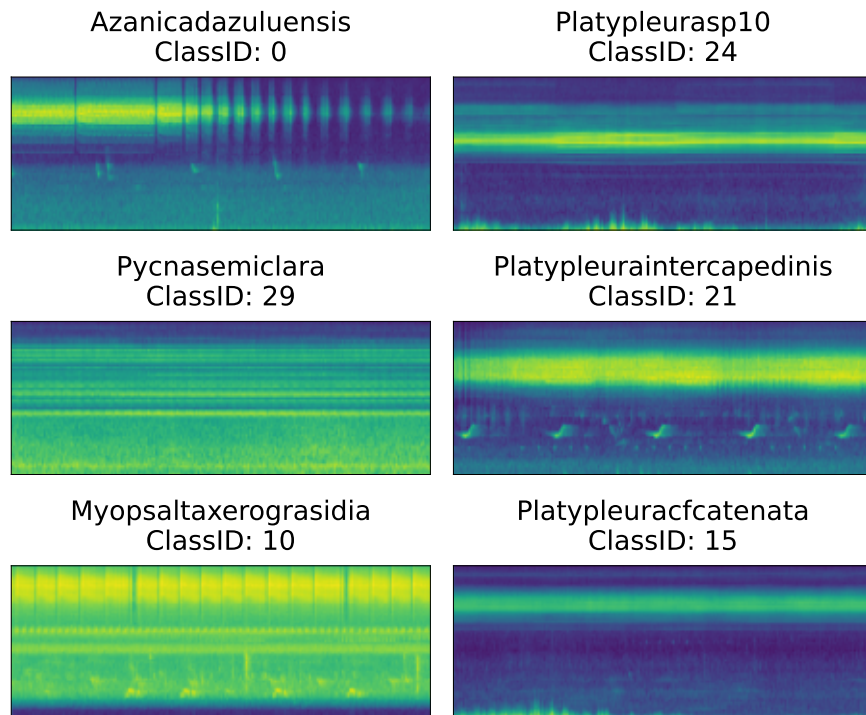 Azanicadazuluensis
ClassID: 0
Platypleurasp10
ClassID: 24
Pycnasemiclara
ClassID: 29
Platypleuraintercapedinis
ClassID: 21
Myopsaltaxerograsidia
ClassID: 10
Platypleuracfcatenata
ClassID: 15